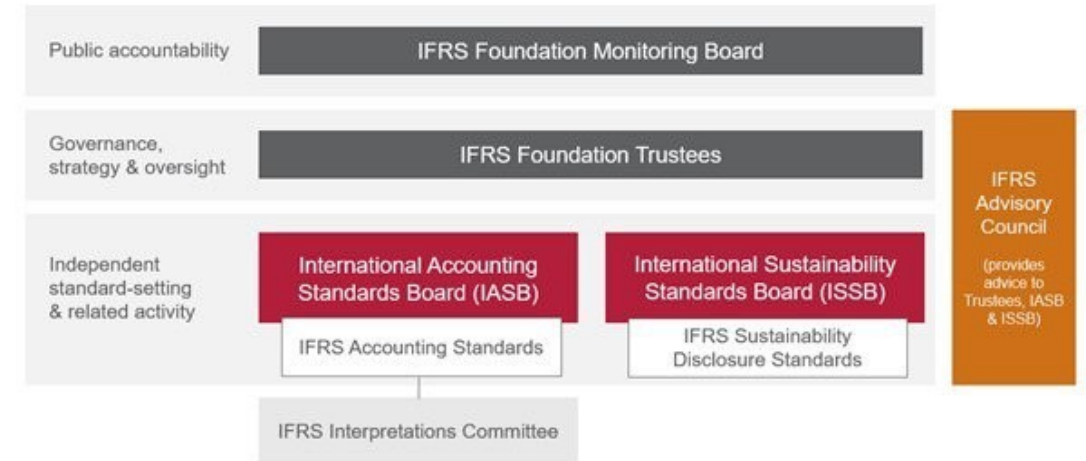 Public accountability
IFRS Foundation Monitoring Board
Governance,
strategy & oversight
IFRS Foundation Trustees
Independent
standard-setting
& related activity
International Accounting
Standards Board (IASB)
IFRS Accounting Standards
International Sustainability
Standards Board (ISSB)
IFRS Sustainability
Disclosure Standards
IFRS Interpretations Committee
IFRS
Advisory
Council
(provides
advice to
Trustees, IASB
& ISSB)